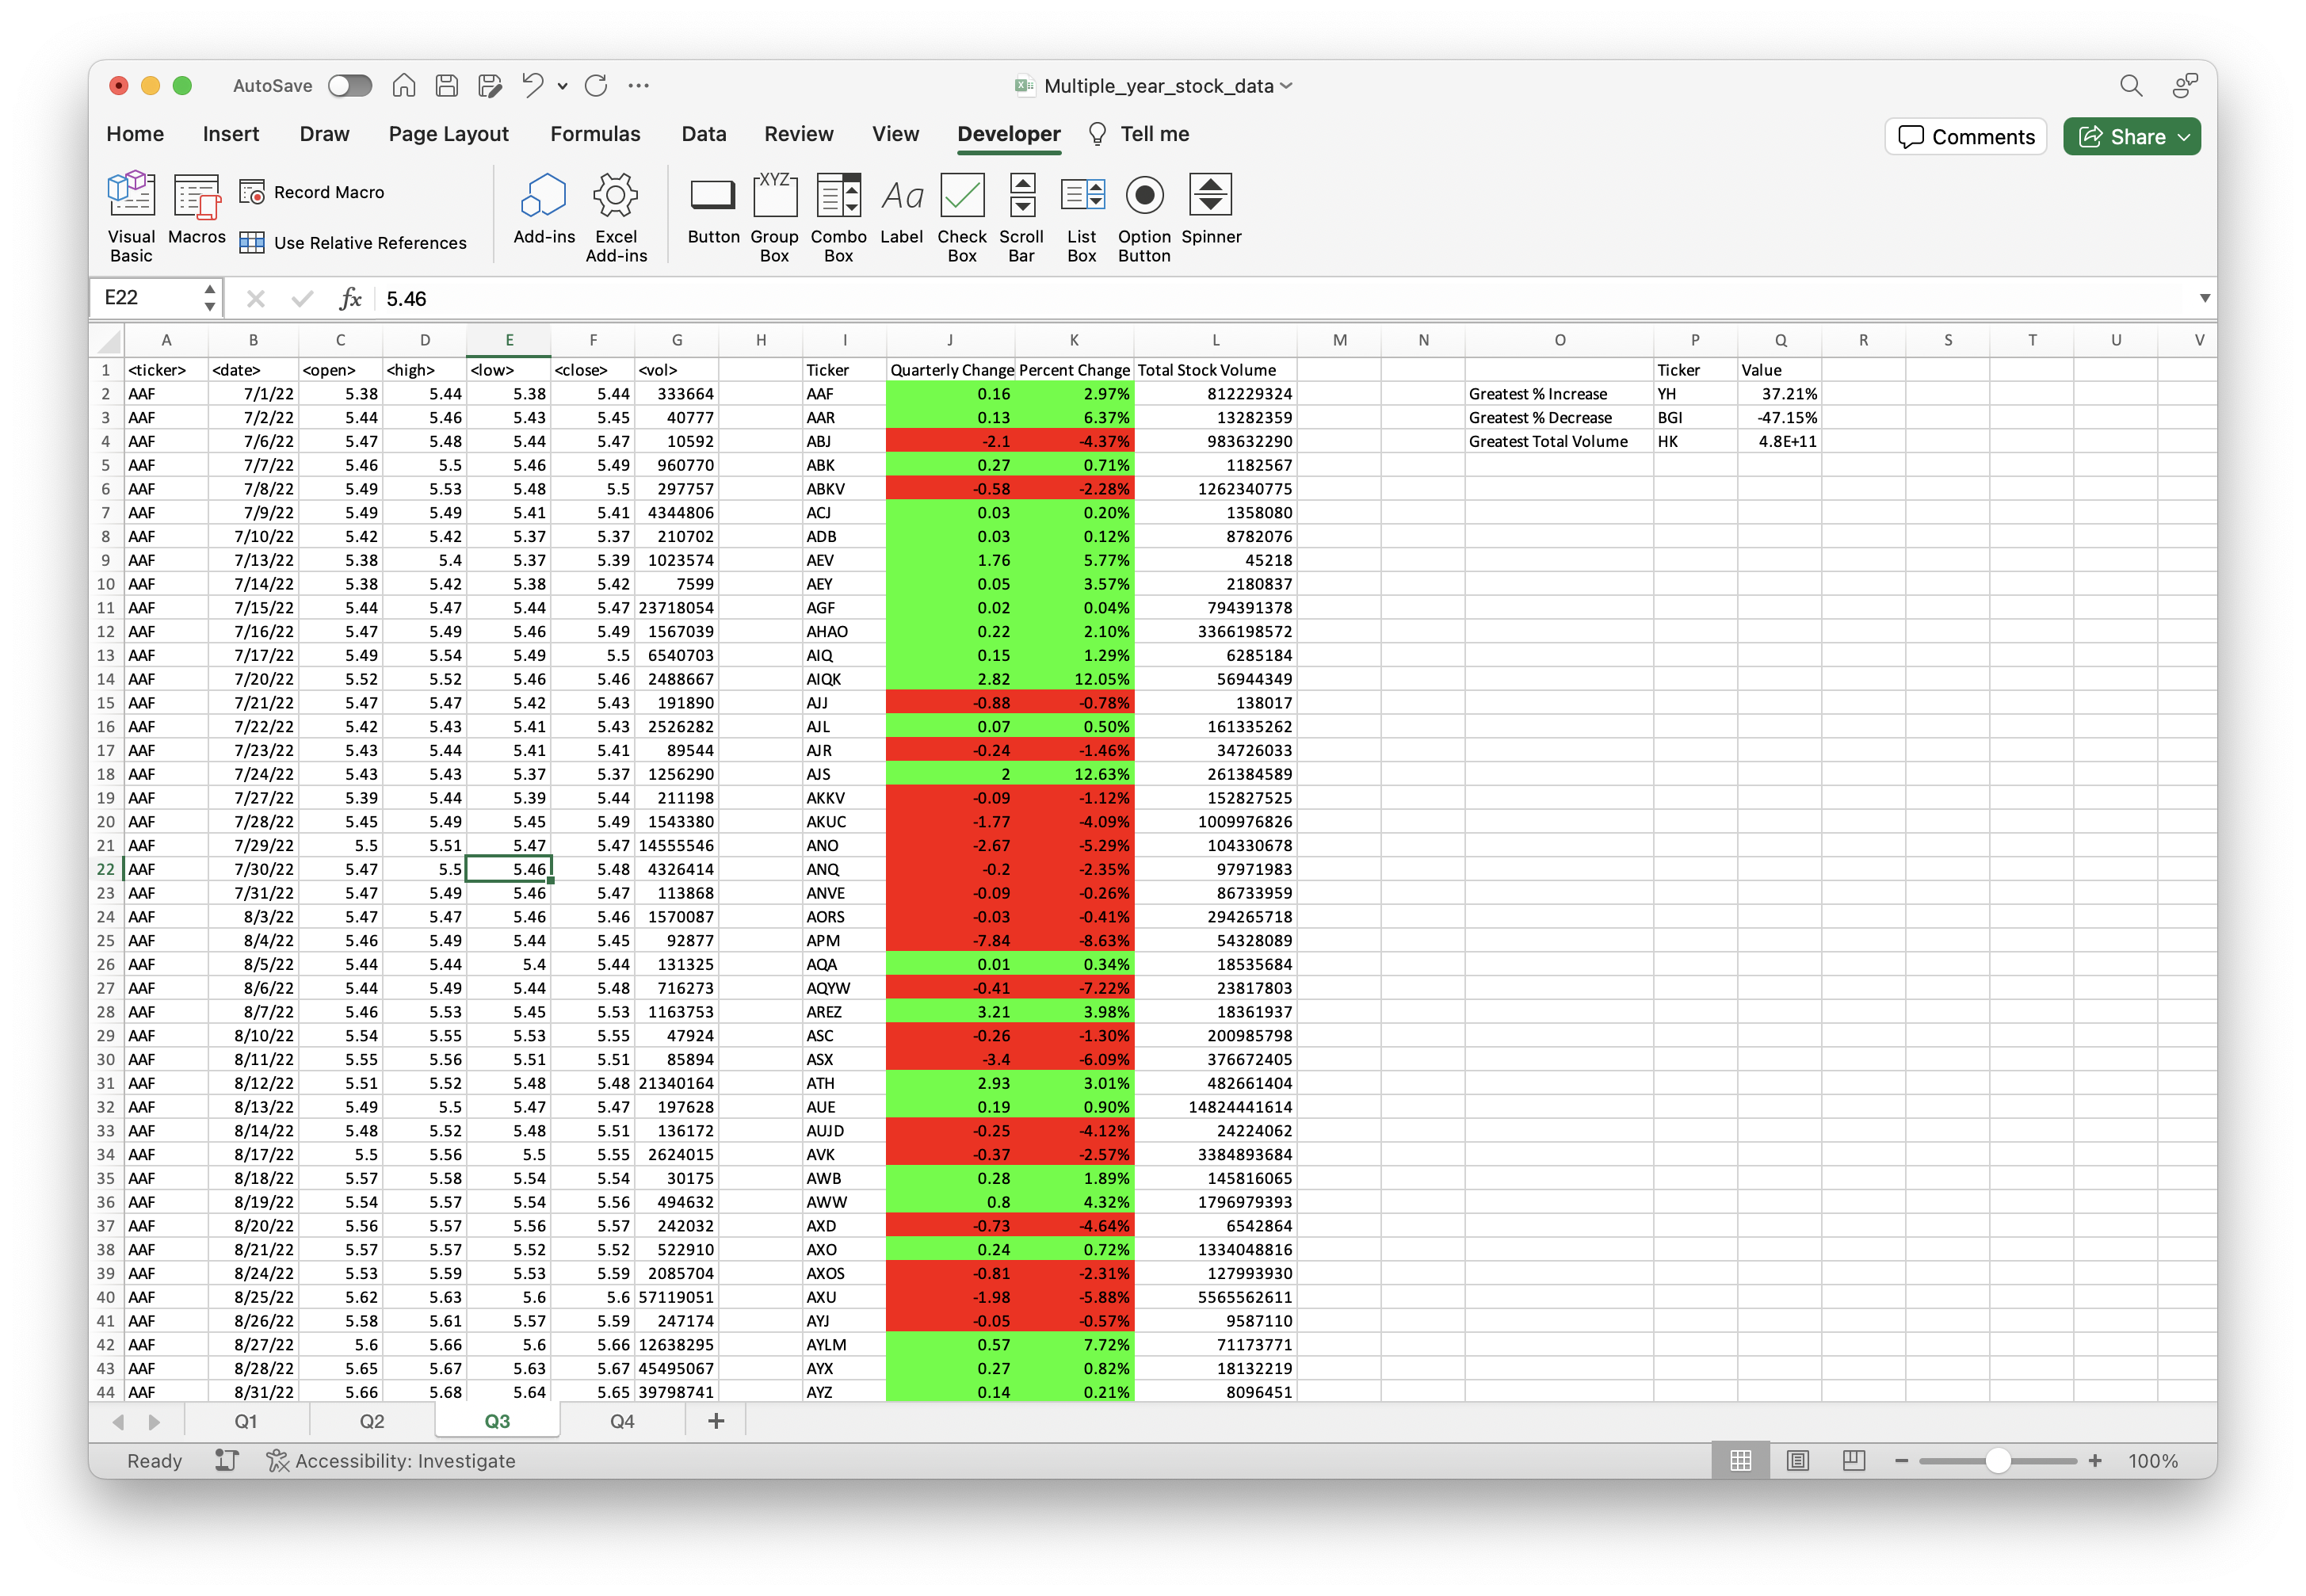 AutoSave Multiple_year_stock_data
Home Insert Draw Page Layout Formulas Data Review View Developer Tell me Comments Share
XYZ Aa
Record Macro
Visual Basic Macros Use Relative References Add-ins Excel Add-ins Button Group Box Combo Box Label Check Box Scroll Bar List Box Option Button Spinner
E22 fx 5.46
A B C D E F G H I J K L M N O P Q R S T U V
1 <ticker> <date> <open> <high> <low> <close> <vol> Ticker Quarterly Change Percent Change Total Stock Volume Ticker Value
2 AAF 7/1/22 5.38 5.44 5.38 5.44 333664 AAF 0.16 2.97% 812229324 Greatest % Increase YH 37.21%
3 AAF 7/2/22 5.44 5.46 5.43 5.45 40777 AAR 0.13 6.37% 13282359 Greatest % Decrease BGI -47.15%
4 AAF 7/6/22 5.47 5.48 5.44 5.47 10592 ABJ -2.1 -4.37% 983632290 Greatest Total Volume HK 4.8E+11
5 AAF 7/7/22 5.46 5.5 5.46 5.49 960770 ABK 0.27 0.71% 1182567
6 AAF 7/8/22 5.49 5.53 5.48 5.5 297757 ABKV -0.58 -2.28% 1262340775
7 AAF 7/9/22 5.49 5.49 5.41 5.41 4344806 ACJ 0.03 0.20% 1358080
8 AAF 7/10/22 5.42 5.42 5.37 5.37 210702 ADB 0.03 0.12% 8782076
9 AAF 7/13/22 5.38 5.4 5.37 5.39 1023574 AEV 1.76 5.77% 45218
10 AAF 7/14/22 5.38 5.42 5.38 5.42 7599 AEY 0.05 3.57% 2180837
11 AAF 7/15/22 5.44 5.47 5.44 5.47 23718054 AGF 0.02 0.04% 794391378
12 AAF 7/16/22 5.47 5.49 5.46 5.49 1567039 AHAO 0.22 2.10% 3366198572
13 AAF 7/17/22 5.49 5.54 5.49 5.5 6540703 AIQ 0.15 1.29% 6285184
14 AAF 7/20/22 5.52 5.52 5.46 5.46 2488667 AIQK 2.82 12.05% 56944349
15 AAF 7/21/22 5.47 5.47 5.42 5.43 191890 AJJ -0.88 -0.78% 138017
16 AAF 7/22/22 5.42 5.43 5.41 5.43 2526282 AJL 0.07 0.50% 161335262
17 AAF 7/23/22 5.43 5.44 5.41 5.41 89544 AJR -0.24 -1.46% 34726033
18 AAF 7/24/22 5.43 5.43 5.37 5.37 1256290 AJS 2 12.63% 261384589
19 AAF 7/27/22 5.39 5.44 5.39 5.44 211198 AKKV -0.09 -1.12% 152827525
20 AAF 7/28/22 5.45 5.49 5.45 5.49 1543380 AKUC -1.77 -4.09% 1009976826
21 AAF 7/29/22 5.5 5.51 5.47 5.47 14555546 ANO -2.67 -5.29% 104330678
22 AAF 7/30/22 5.47 5.5 5.46 5.48 4326414 ANQ -0.2 -2.35% 97971983
23 AAF 7/31/22 5.47 5.49 5.46 5.47 113868 ANVE -0.09 -0.26% 86733959
24 AAF 8/3/22 5.47 5.47 5.46 5.46 1570087 AORS -0.03 -0.41% 294265718
25 AAF 8/4/22 5.46 5.49 5.44 5.45 92877 APM -7.84 -8.63% 54328089
26 AAF 8/5/22 5.44 5.44 5.4 5.44 131325 AQA 0.01 0.34% 18535684
27 AAF 8/6/22 5.44 5.49 5.44 5.48 716273 AQYW -0.41 -7.22% 23817803
28 AAF 8/7/22 5.46 5.53 5.45 5.53 1163753 AREZ 3.21 3.98% 18361937
29 AAF 8/10/22 5.54 5.55 5.53 5.55 47924 ASC -0.26 -1.30% 200985798
30 AAF 8/11/22 5.55 5.56 5.51 5.51 85894 ASX -3.4 -6.09% 376672405
31 AAF 8/12/22 5.51 5.52 5.48 5.48 21340164 ATH 2.93 3.01% 482661404
32 AAF 8/13/22 5.49 5.5 5.47 5.47 197628 AUE 0.19 0.90% 14824441614
33 AAF 8/14/22 5.48 5.52 5.48 5.51 136172 AUJD -0.25 -4.12% 24224062
34 AAF 8/17/22 5.5 5.56 5.5 5.55 2624015 AVK -0.37 -2.57% 3384893684
35 AAF 8/18/22 5.57 5.58 5.54 5.54 30175 AWB 0.28 1.89% 145816065
36 AAF 8/19/22 5.54 5.57 5.54 5.56 494632 AWW 0.8 4.32% 1796979393
37 AAF 8/20/22 5.56 5.57 5.56 5.57 242032 AXD -0.73 -4.64% 6542864
38 AAF 8/21/22 5.57 5.57 5.52 5.52 522910 AXO 0.24 0.72% 1334048816
39 AAF 8/24/22 5.53 5.59 5.53 5.59 2085704 AXOS -0.81 -2.31% 127993930
40 AAF 8/25/22 5.62 5.63 5.6 5.6 57119051 AXU -1.98 -5.88% 5565562611
41 AAF 8/26/22 5.58 5.61 5.57 5.59 247174 AYJ -0.05 -0.57% 9587110
42 AAF 8/27/22 5.6 5.66 5.6 5.66 12638295 AYLM 0.57 7.72% 71173771
43 AAF 8/28/22 5.65 5.67 5.63 5.67 45495067 AYX 0.27 0.82% 18132219
44 AAF 8/31/22 5.66 5.68 5.64 5.65 39798741 AYZ 0.14 0.21% 8096451
Q1 Q2 Q3 Q4
Ready Accessibility: Investigate 100%